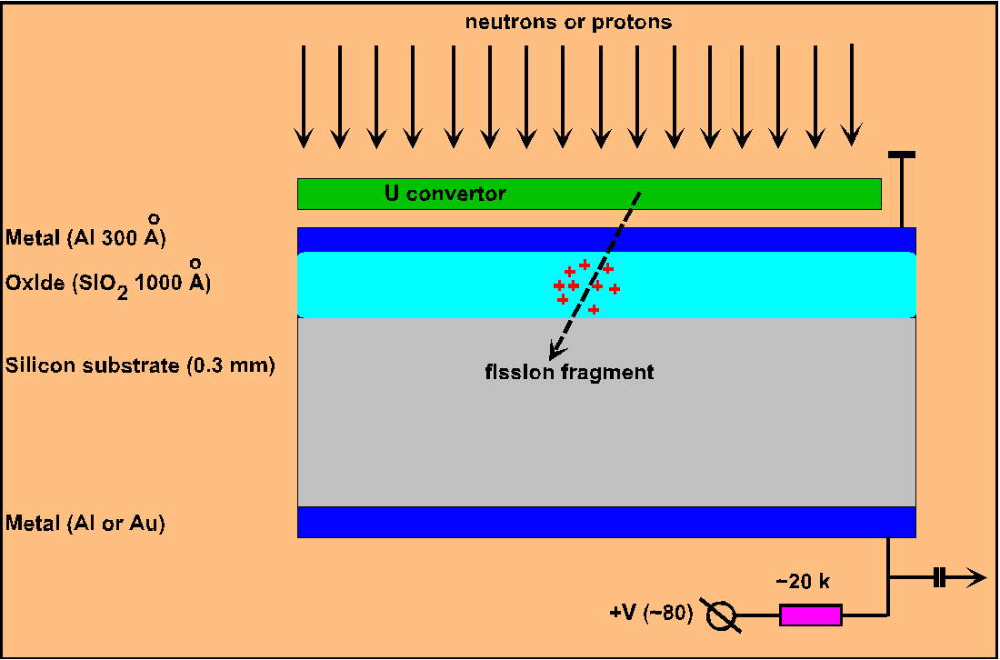 neutrons or protons
U convertor
Metal (Al 300 Å)
Oxide (SiO₂ 1000 Å)
Silicon substrate (0.3 mm)
fission fragment
Metal (Al or Au)
~20 k
+V (~80)